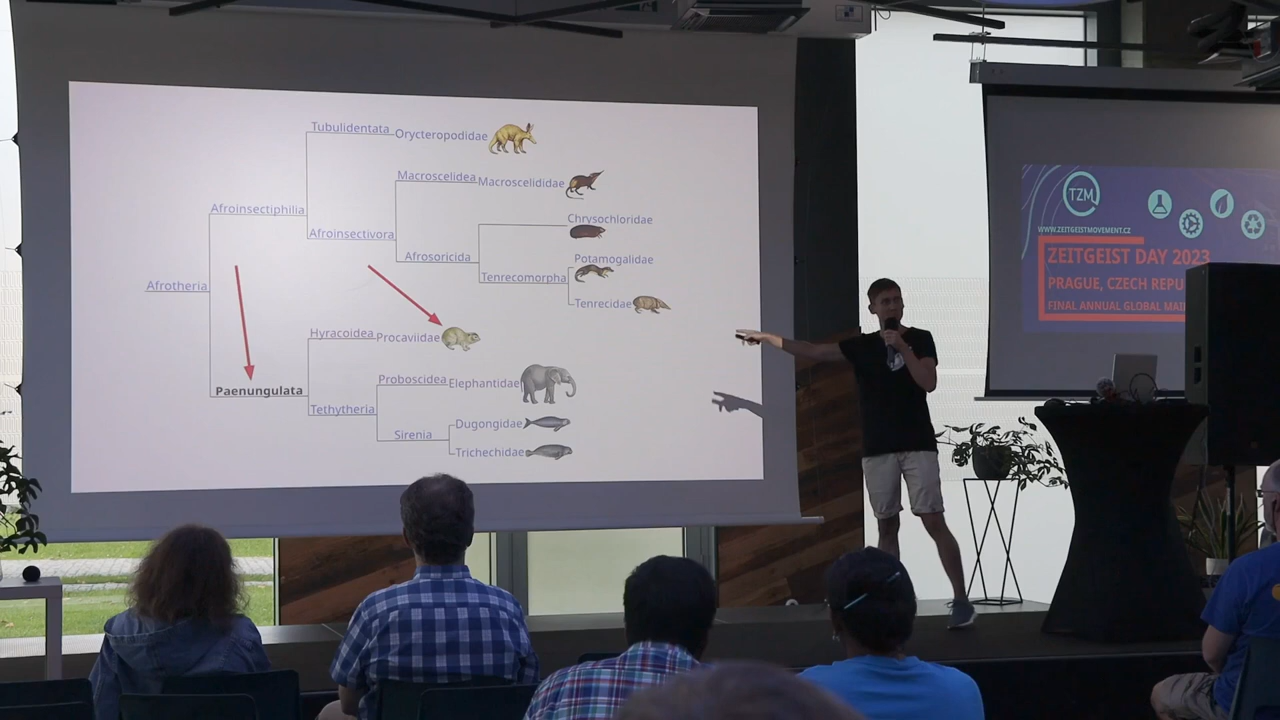 Tubulidentata Orycteropodidae
Macroscelidea Macroscelididae
Afroinsectiphilia
Chrysochloridae
Afroinsectivora
Afrosoricida
Potamogalidae
Tenrecomorpha
Afrotheria
Tenrecidae
Hyracoidea Procaviidae
Paenungulata
Proboscidea Elephantidae
Tethytheria
Dugongidae
Sirenia
Trichechidae
TZM
WWW.ZEITGEISTMOVEMENT.CZ
ZEITGEIST DAY 2023
PRAGUE, CZECH REPU
FINAL ANNUAL GLOBAL MAI